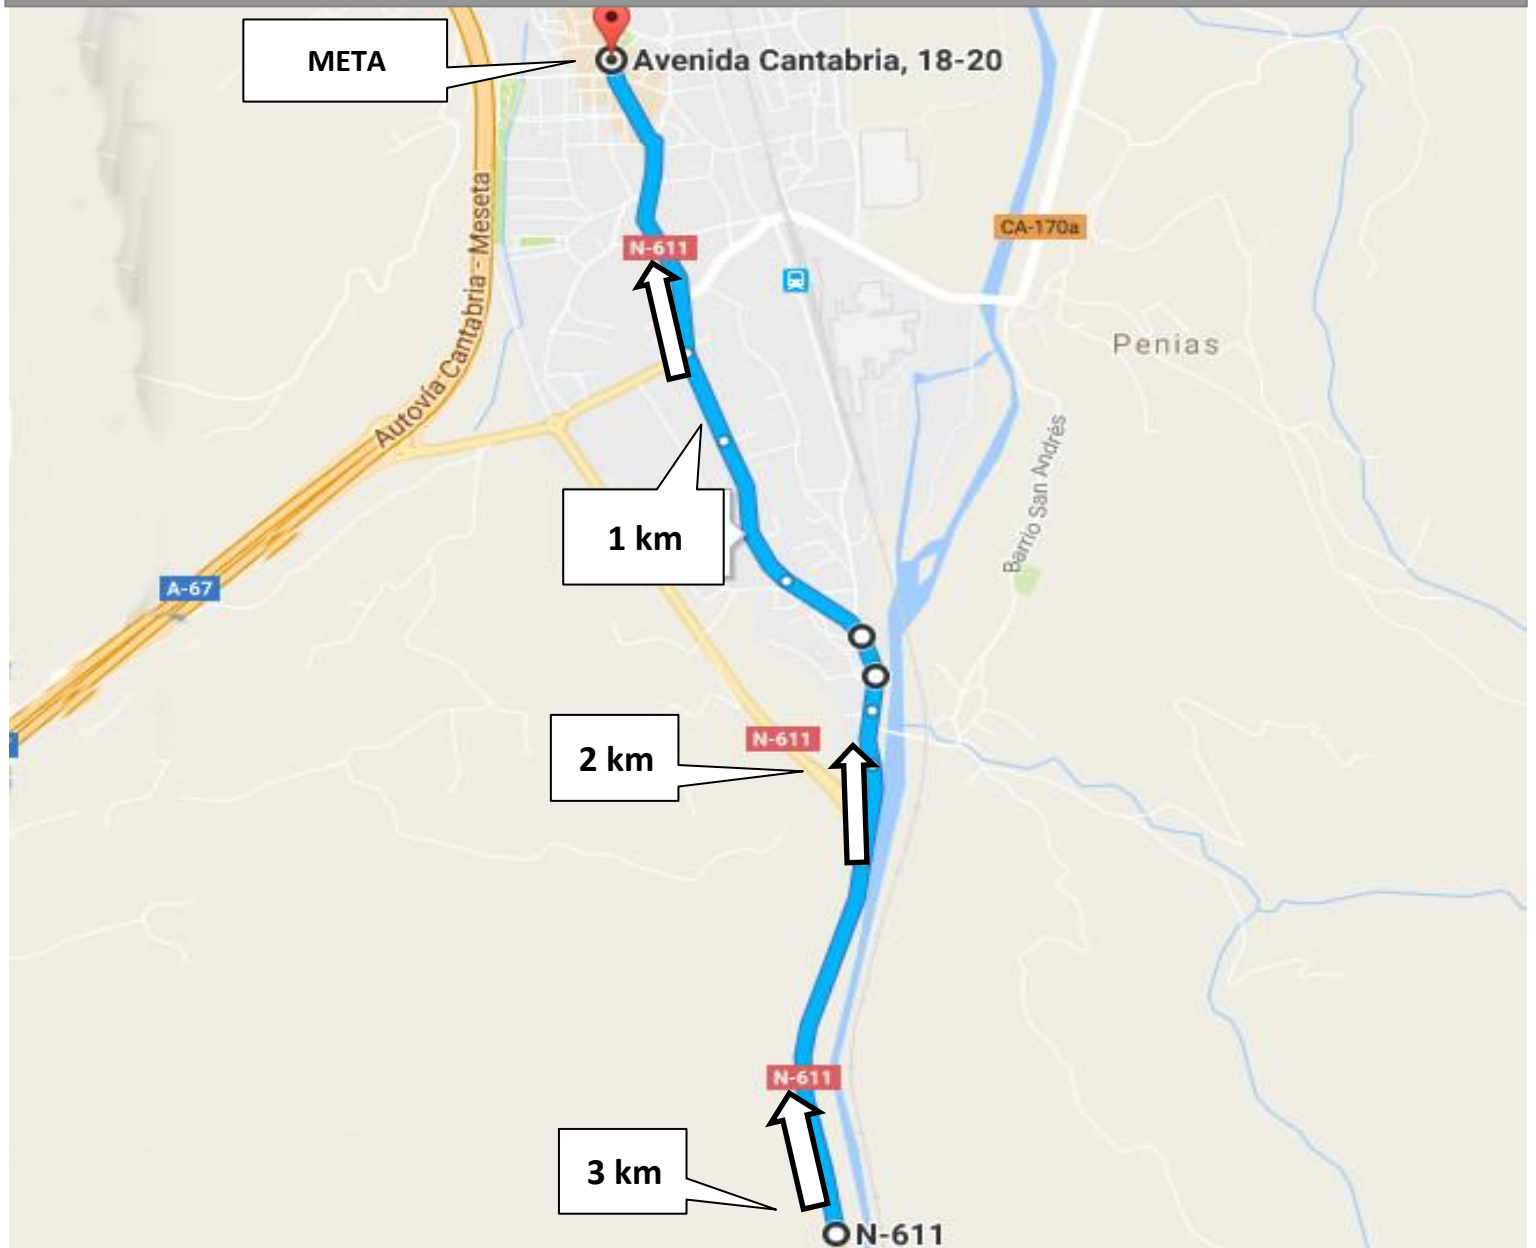 META
Avenida Cantabria, 18-20
CA-170a
N-611
Autovía Cantabria - Meseta
Penias
Barrio San Andrés
1 km
A-67
N-611
2 km
N-611
3 km
N-611